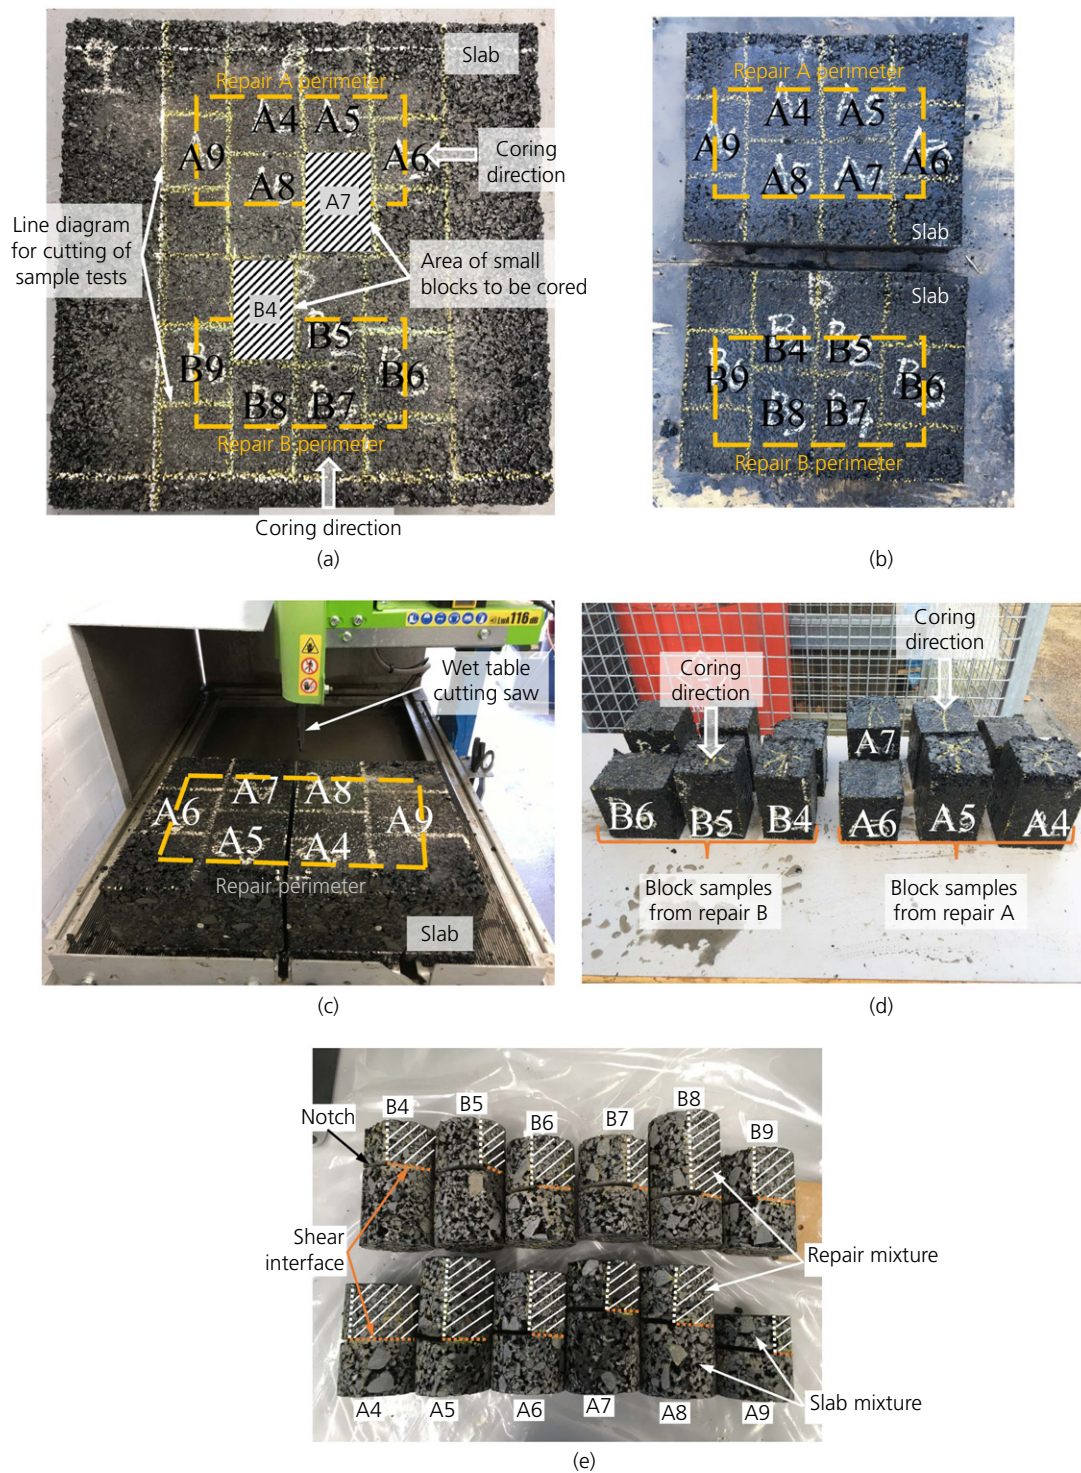 Slab
Repair A perimeter
A4 A5
A9 A6
A8
A7
Coring
direction
Line diagram
for cutting of
sample tests
Area of small
blocks to be cored
B4
B5
B9 B6
B8 B7
Repair B perimeter
Coring direction
(a)
Repair A perimeter
A4 A5
A9 A6
A8 A7
Slab
Slab
B
B4 B5
B9 B6
B8 B7
Repair B perimeter
(b)
LwA 116 dB
Wet table
cutting saw
A7 A8
A6 A9
A5 A4
Repair perimeter
Slab
(c)
Coring
direction
Coring
direction
A7
B6 B5 B4 A6 A5 A4
Block samples
from repair B
Block samples
from repair A
(d)
B4 B5 B6 B7 B8 B9
Notch
Shear
interface
Repair mixture
Slab mixture
A4 A5 A6 A7 A8 A9
(e)